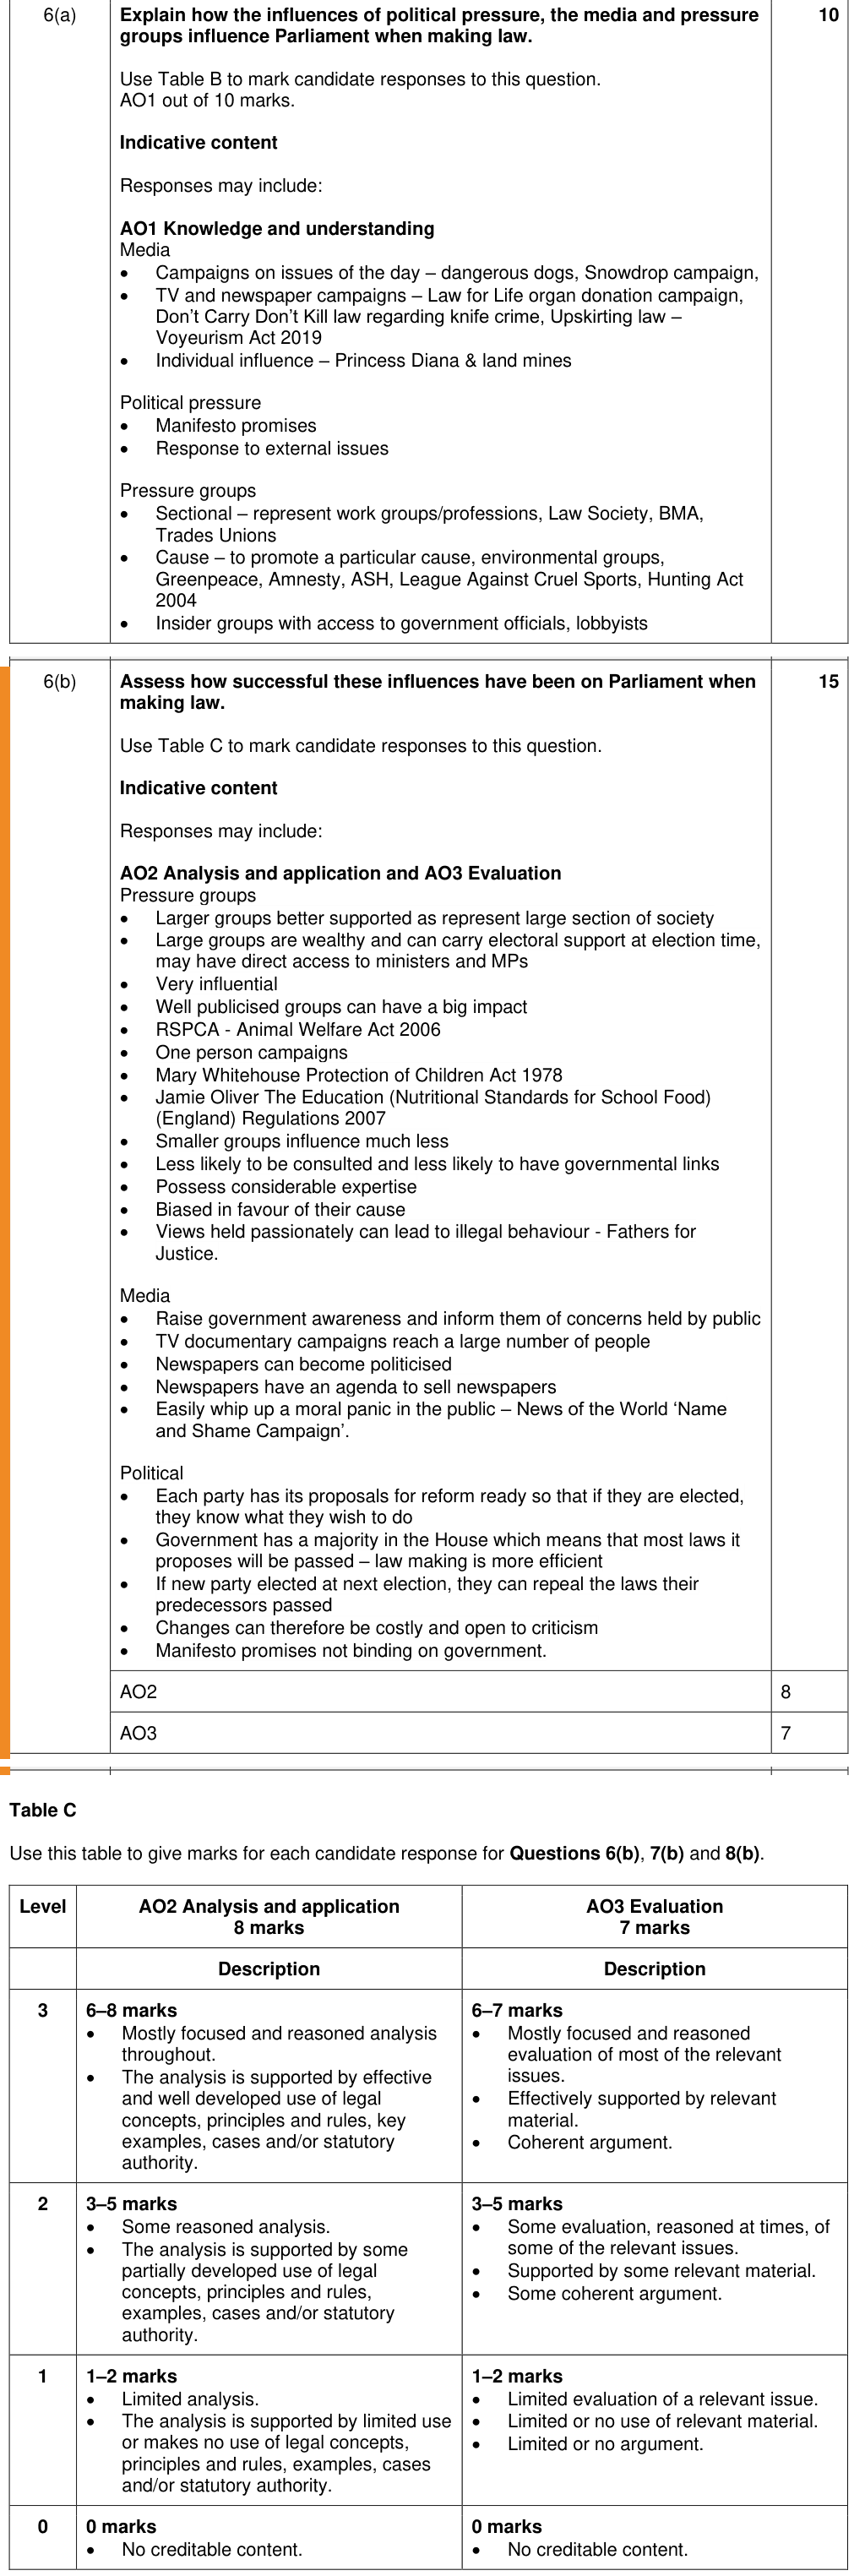 6(a) Explain how the influences of political pressure, the media and pressure 10
groups influence Parliament when making law.
Use Table B to mark candidate responses to this question.
AO1 out of 10 marks.
Indicative content
Responses may include:
AO1 Knowledge and understanding
Media
• Campaigns on issues of the day – dangerous dogs, Snowdrop campaign,
• TV and newspaper campaigns – Law for Life organ donation campaign,
Don’t Carry Don’t Kill law regarding knife crime, Upskirting law –
Voyeurism Act 2019
• Individual influence – Princess Diana & land mines
Political pressure
• Manifesto promises
• Response to external issues
Pressure groups
• Sectional – represent work groups/professions, Law Society, BMA,
Trades Unions
• Cause – to promote a particular cause, environmental groups,
Greenpeace, Amnesty, ASH, League Against Cruel Sports, Hunting Act
2004
• Insider groups with access to government officials, lobbyists
6(b) Assess how successful these influences have been on Parliament when 15
making law.
Use Table C to mark candidate responses to this question.
Indicative content
Responses may include:
AO2 Analysis and application and AO3 Evaluation
Pressure groups
• Larger groups better supported as represent large section of society
• Large groups are wealthy and can carry electoral support at election time,
may have direct access to ministers and MPs
• Very influential
• Well publicised groups can have a big impact
• RSPCA - Animal Welfare Act 2006
• One person campaigns
• Mary Whitehouse Protection of Children Act 1978
• Jamie Oliver The Education (Nutritional Standards for School Food)
(England) Regulations 2007
• Smaller groups influence much less
• Less likely to be consulted and less likely to have governmental links
• Possess considerable expertise
• Biased in favour of their cause
• Views held passionately can lead to illegal behaviour - Fathers for
Justice.
Media
• Raise government awareness and inform them of concerns held by public
• TV documentary campaigns reach a large number of people
• Newspapers can become politicised
• Newspapers have an agenda to sell newspapers
• Easily whip up a moral panic in the public – News of the World ‘Name
and Shame Campaign’.
Political
• Each party has its proposals for reform ready so that if they are elected,
they know what they wish to do
• Government has a majority in the House which means that most laws it
proposes will be passed – law making is more efficient
• If new party elected at next election, they can repeal the laws their
predecessors passed
• Changes can therefore be costly and open to criticism
• Manifesto promises not binding on government.
AO2 8
AO3 7
Table C
Use this table to give marks for each candidate response for Questions 6(b), 7(b) and 8(b).
Level
AO2 Analysis and application
8 marks
AO3 Evaluation
7 marks
Description
Description
3
6–8 marks
• Mostly focused and reasoned analysis
throughout.
• The analysis is supported by effective
and well developed use of legal
concepts, principles and rules, key
examples, cases and/or statutory
authority.
6–7 marks
• Mostly focused and reasoned
evaluation of most of the relevant
issues.
• Effectively supported by relevant
material.
• Coherent argument.
2
3–5 marks
• Some reasoned analysis.
• The analysis is supported by some
partially developed use of legal
concepts, principles and rules,
examples, cases and/or statutory
authority.
3–5 marks
• Some evaluation, reasoned at times, of
some of the relevant issues.
• Supported by some relevant material.
• Some coherent argument.
1
1–2 marks
• Limited analysis.
• The analysis is supported by limited use
or makes no use of legal concepts,
principles and rules, examples, cases
and/or statutory authority.
1–2 marks
• Limited evaluation of a relevant issue.
• Limited or no use of relevant material.
• Limited or no argument.
0
0 marks
• No creditable content.
0 marks
• No creditable content.